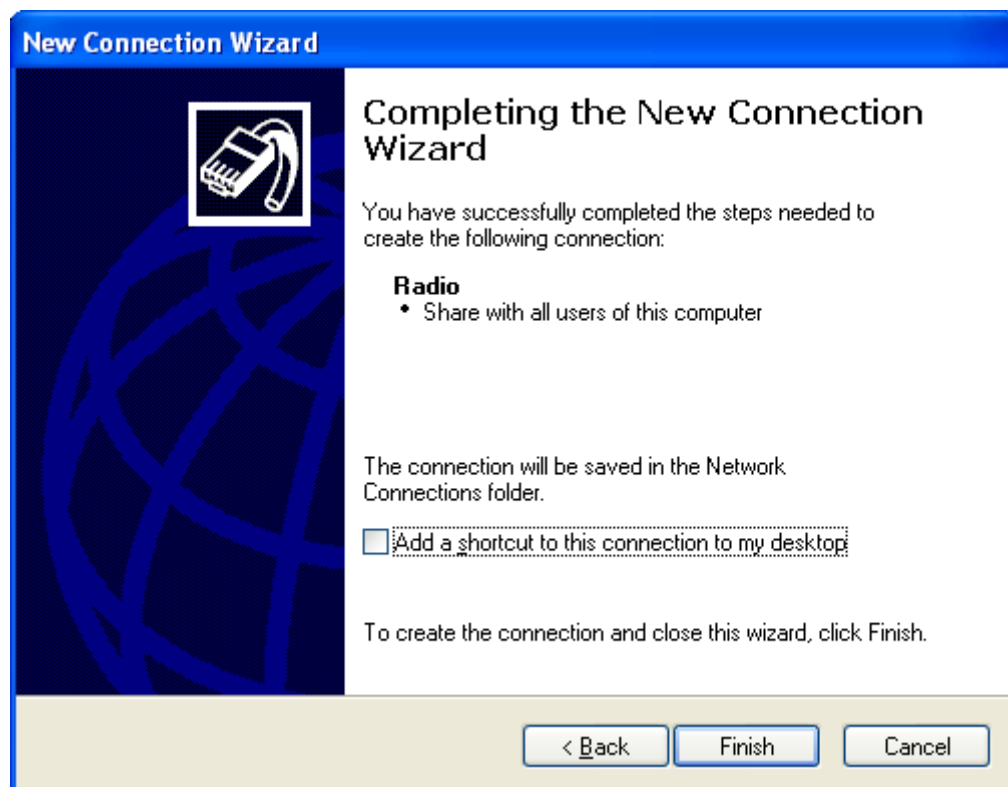 New Connection Wizard
Completing the New Connection
Wizard
You have successfully completed the steps needed to
create the following connection:
Radio
• Share with all users of this computer
The connection will be saved in the Network
Connections folder.
Add a shortcut to this connection to my desktop
To create the connection and close this wizard, click Finish.
< Back
Finish
Cancel